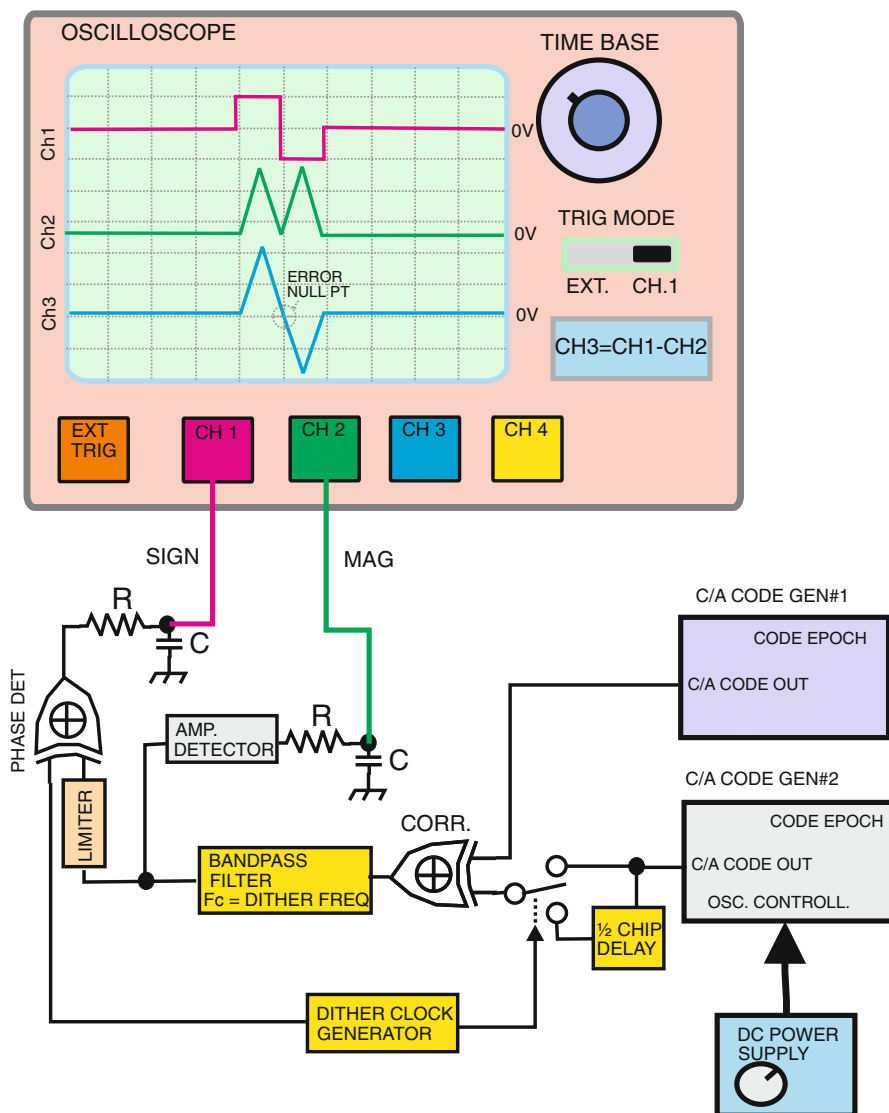 OSCILLOSCOPE
TIME BASE
Ch1
0V
Ch2
0V
TRIG MODE
EXT. CH.1
ERROR
NULL PT
Ch3
0V
CH3=CH1-CH2
EXT
TRIG
CH 1
CH 2
CH 3
CH 4
SIGN
MAG
R
C
PHASE DET
C/A CODE GEN#1
CODE EPOCH
C/A CODE OUT
R
AMP.
DETECTOR
C
LIMITER
C/A CODE GEN#2
CODE EPOCH
C/A CODE OUT
OSC. CONTROLL.
CORR.
BANDPASS
FILTER
Fc = DITHER FREQ
½ CHIP
DELAY
DITHER CLOCK
GENERATOR
DC POWER
SUPPLY